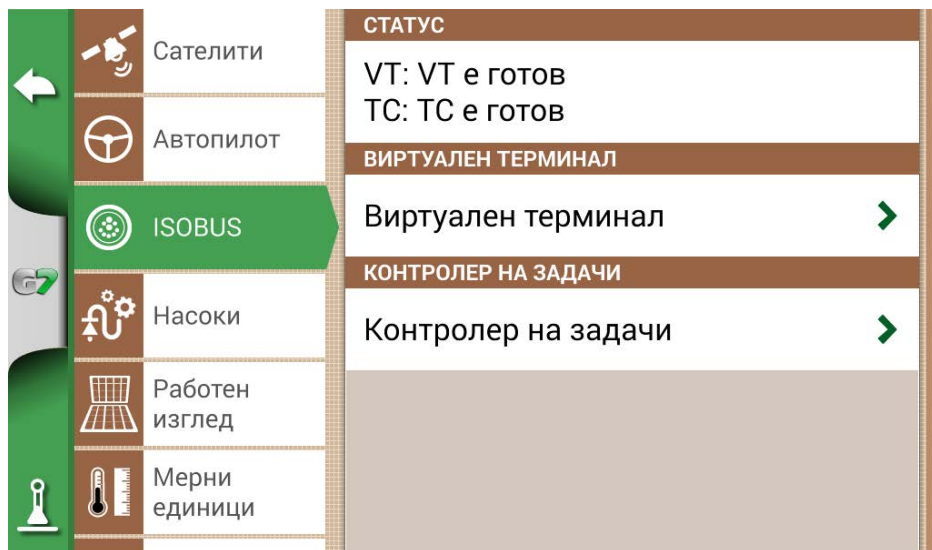 Сателити
Автопилот
ISOBUS
Насоки
Работен
изглед
Мерни
единици
G7
СТАТУС
VT: VT е готов
TC: TC е готов
ВИРТУАЛЕН ТЕРМИНАЛ
Виртуален терминал
КОНТРОЛЕР НА ЗАДАЧИ
Контролер на задачи